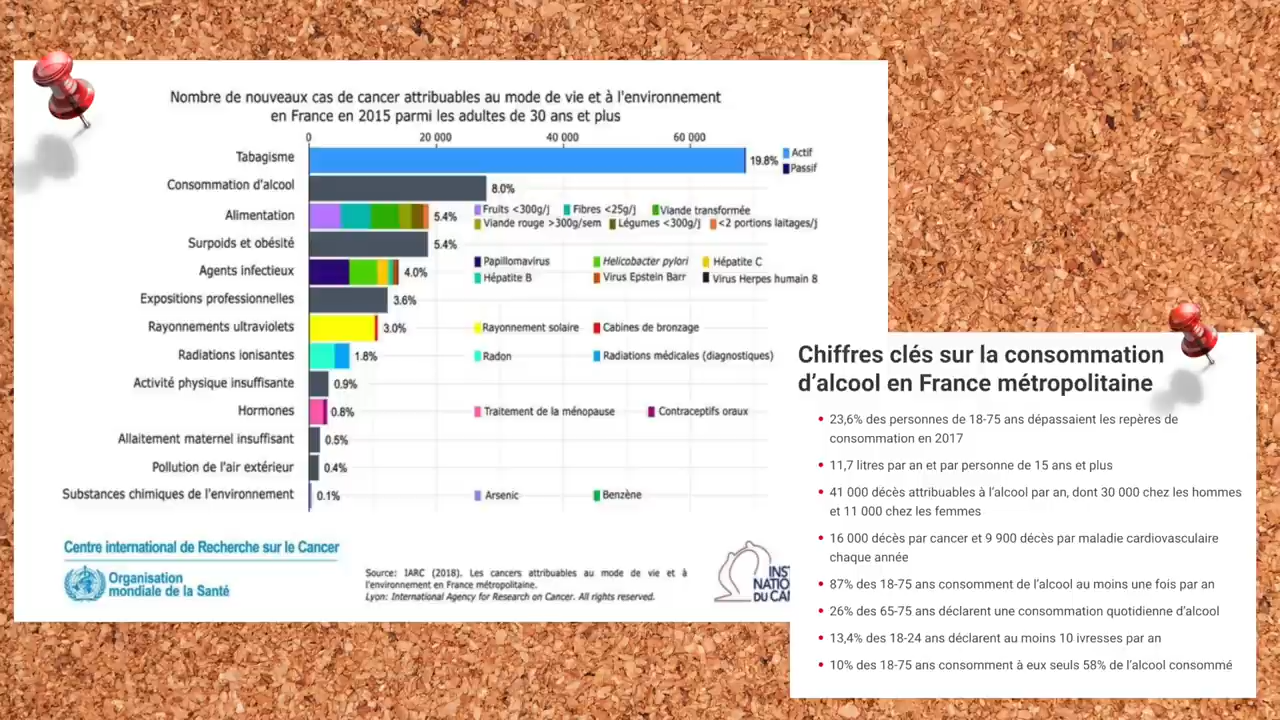 Nombre de nouveaux cas de cancer attribuables au mode de vie et à l'environnement
en France en 2015 parmi les adultes de 30 ans et plus
0 20 000 40 000 60 000
Tabagisme 19.8% Actif
Passif
Consommation d'alcool 8.0%
Alimentation 5.4% Fruits <300g/j Fibres <25g/j Viande transformée
Viande rouge >300g/sem Légumes <300g/j <2 portions laitages/j
Surpoids et obésité 5.4%
Agents infectieux 4.0% Papillomavirus Helicobacter pylori Hépatite C
Hépatite B Virus Epstein Barr Virus Herpes humain 8
Expositions professionnelles 3.6%
Rayonnements ultraviolets 3.0% Rayonnement solaire Cabines de bronzage
Radiations ionisantes 1.8% Radon Radiations médicales (diagnostiques)
Activité physique insuffisante 0.9%
Hormones 0.8% Traitement de la ménopause Contraceptifs oraux
Allaitement maternel insuffisant 0.5%
Pollution de l'air extérieur 0.4%
Substances chimiques de l'environnement 0.1% Arsenic Benzène
Centre international de Recherche sur le Cancer
Organisation
mondiale de la Santé
Source: IARC (2018). Les cancers attribuables au mode de vie et à
l'environnement en France métropolitaine.
Lyon: International Agency for Research on Cancer. All rights reserved.
INS
NATIO
DU CA
Chiffres clés sur la consommation
d'alcool en France métropolitaine
• 23,6% des personnes de 18-75 ans dépassaient les repères de
consommation en 2017
• 11,7 litres par an et par personne de 15 ans et plus
• 41 000 décès attribuables à l'alcool par an, dont 30 000 chez les hommes
et 11 000 chez les femmes
• 16 000 décès par cancer et 9 900 décès par maladie cardiovasculaire
chaque année
• 87% des 18-75 ans consomment de l'alcool au moins une fois par an
• 26% des 65-75 ans déclarent une consommation quotidienne d'alcool
• 13,4% des 18-24 ans déclarent au moins 10 ivresses par an
• 10% des 18-75 ans consomment à eux seuls 58% de l'alcool consommé